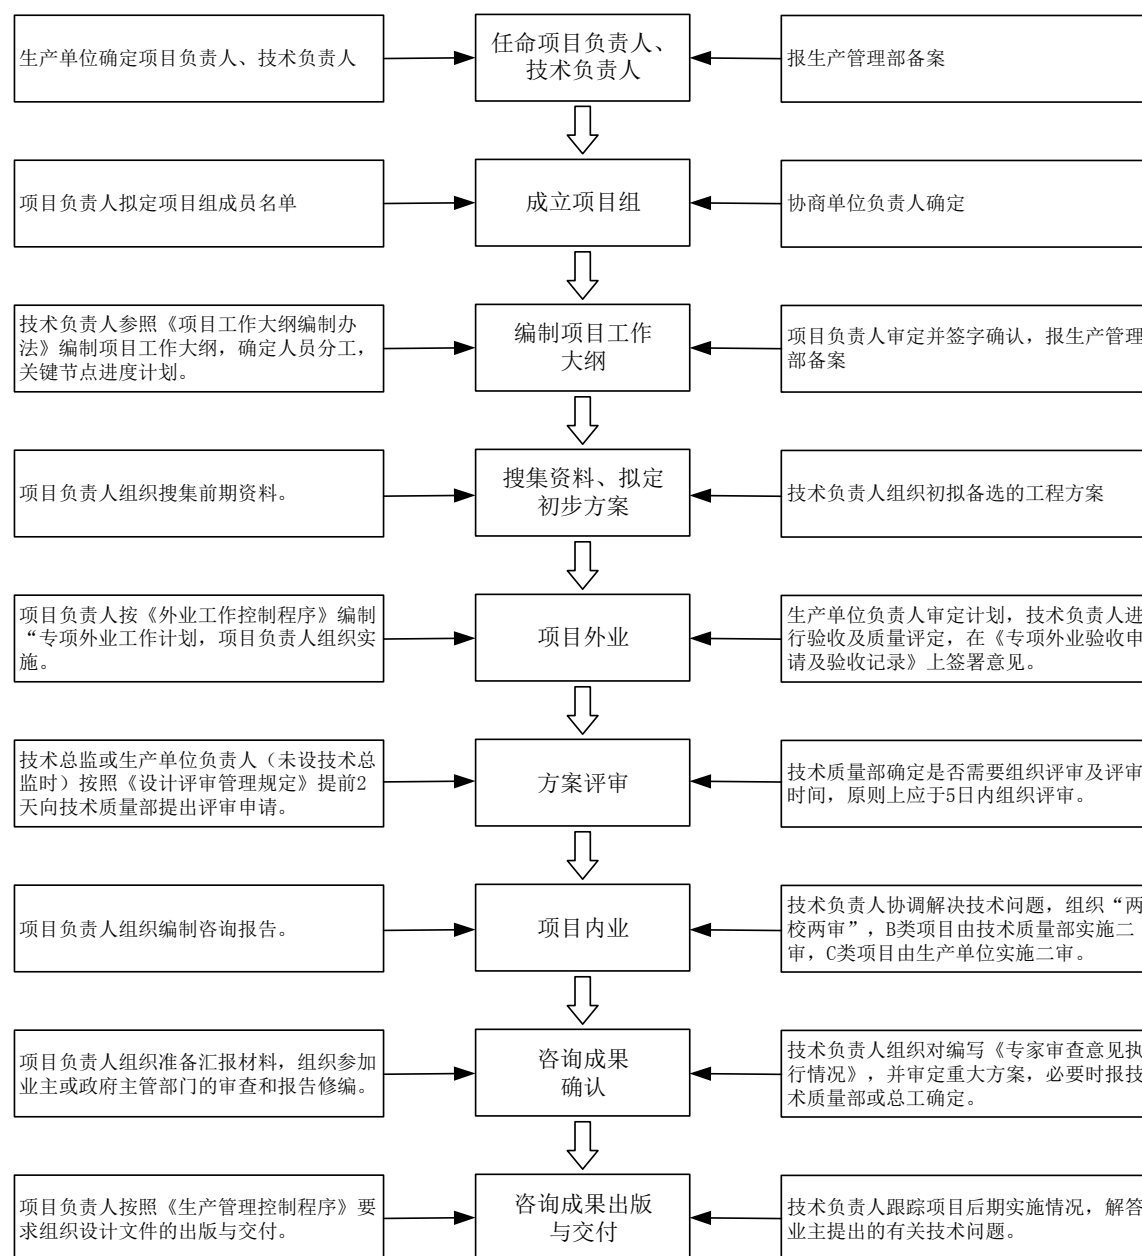 生产单位确定项目负责人、技术负责人
任命项目负责人、
技术负责人
报生产管理部备案
项目负责人拟定项目组成员名单
成立项目组
协商单位负责人确定
技术负责人参照《项目工作大纲编制办
法》编制项目工作大纲，确定人员分工，
关键节点进度计划。
编制项目工作
大纲
项目负责人审定并签字确认，报生产管理
部备案
项目负责人组织搜集前期资料。
搜集资料、拟定
初步方案
技术负责人组织初拟备选的工程方案
项目负责人按《外业工作控制程序》编制
“专项外业工作计划，项目负责人组织实
施。
项目外业
生产单位负责人审定计划，技术负责人进
行验收及质量评定，在《专项外业验收申
请及验收记录》上签署意见。
技术总监或生产单位负责人（未设技术总
监时）按照《设计评审管理规定》提前2
天向技术质量部提出评审申请。
方案评审
技术质量部确定是否需要组织评审及评审
时间，原则上应于5日内组织评审。
项目负责人组织编制咨询报告。
项目内业
技术负责人协调解决技术问题，组织“两
校两审”，B类项目由技术质量部实施二
审，C类项目由生产单位实施二审。
项目负责人组织准备汇报材料，组织参加
业主或政府主管部门的审查和报告修编。
咨询成果
确认
技术负责人组织对编写《专家审查意见执
行情况》，并审定重大方案，必要时报技
术质量部或总工确定。
项目负责人按照《生产管理控制程序》要
求组织设计文件的出版与交付。
咨询成果出版
与交付
技术负责人跟踪项目后期实施情况，解答
业主提出的有关技术问题。